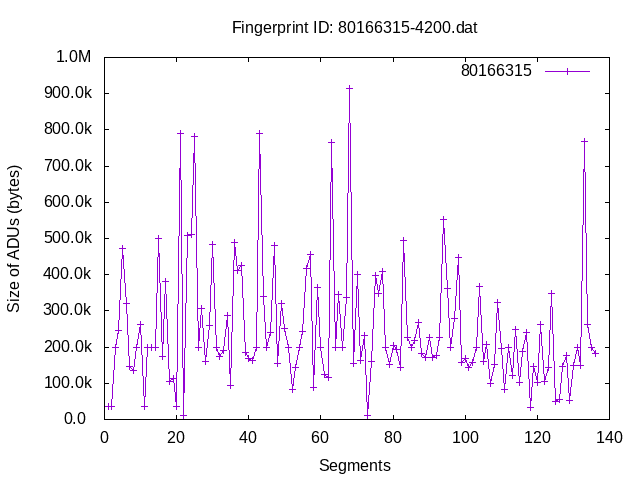 Fingerprint ID: 80166315-4200.dat
80166315
Size of ADUs (bytes)
1.0M
900.0k
800.0k
700.0k
600.0k
500.0k
400.0k
300.0k
200.0k
100.0k
0.0
0 20 40 60 80 100 120 140
Segments